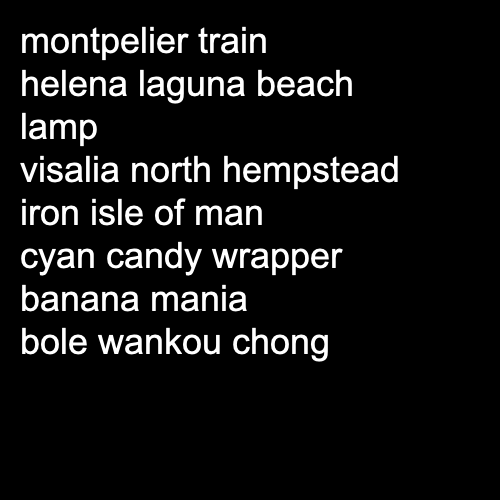 montpelier train
helena laguna beach
lamp
visalia north hempstead
iron isle of man
cyan candy wrapper
banana mania
bole wankou chong